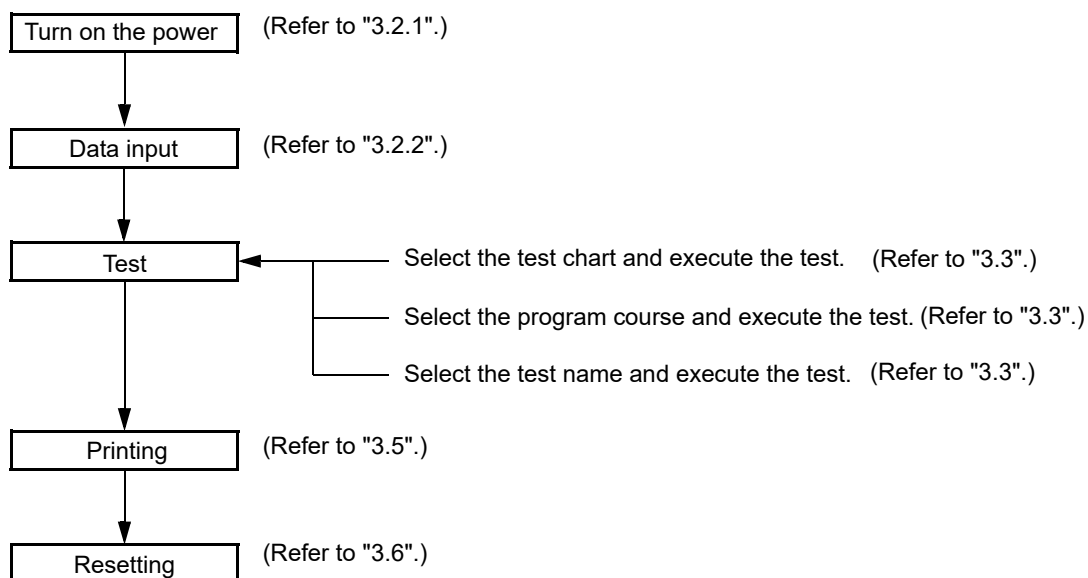 Turn on the power (Refer to "3.2.1".)
Data input (Refer to "3.2.2".)
Test Select the test chart and execute the test. (Refer to "3.3".)
Select the program course and execute the test. (Refer to "3.3".)
Select the test name and execute the test. (Refer to "3.3".)
Printing (Refer to "3.5".)
Resetting (Refer to "3.6".)